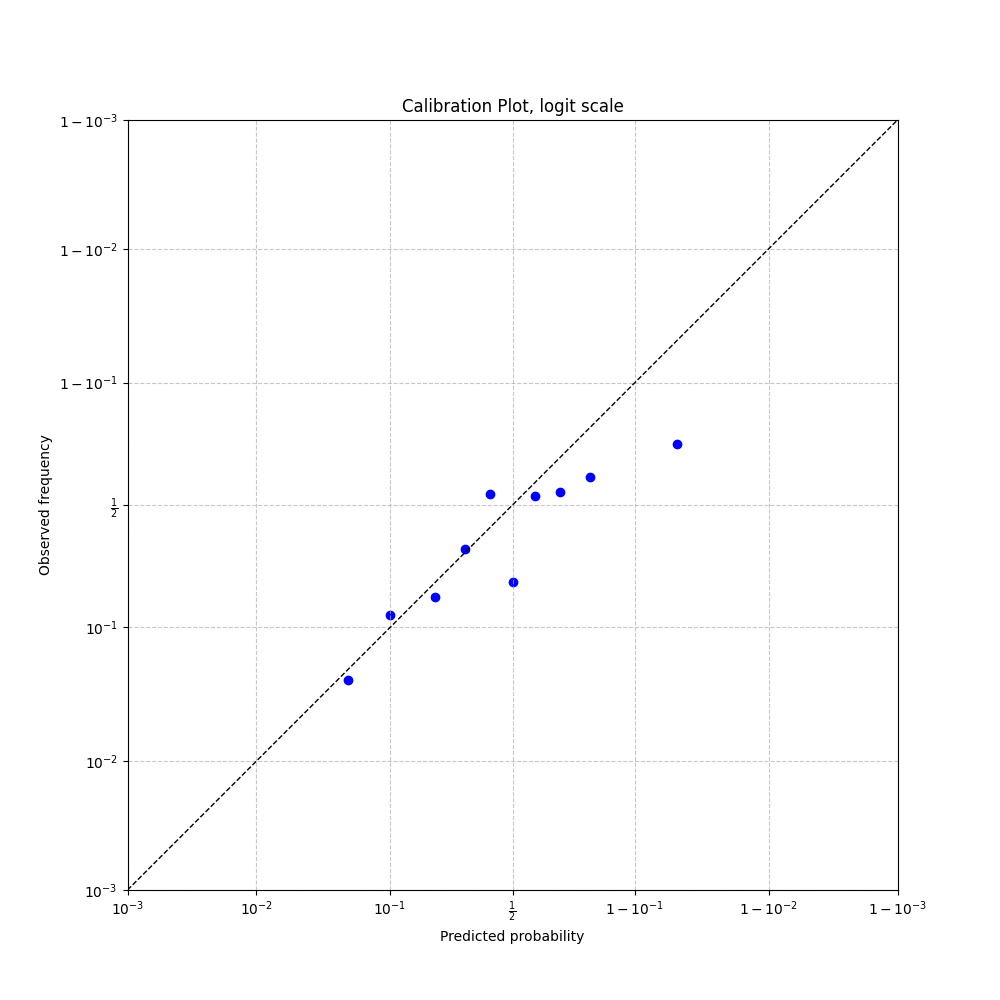 Calibration Plot, logit scale
Observed frequency
1 − 10⁻³
1 − 10⁻²
1 − 10⁻¹
1/2
10⁻¹
10⁻²
10⁻³
10⁻³ 10⁻² 10⁻¹ 1/2 1 − 10⁻¹ 1 − 10⁻² 1 − 10⁻³
Predicted probability